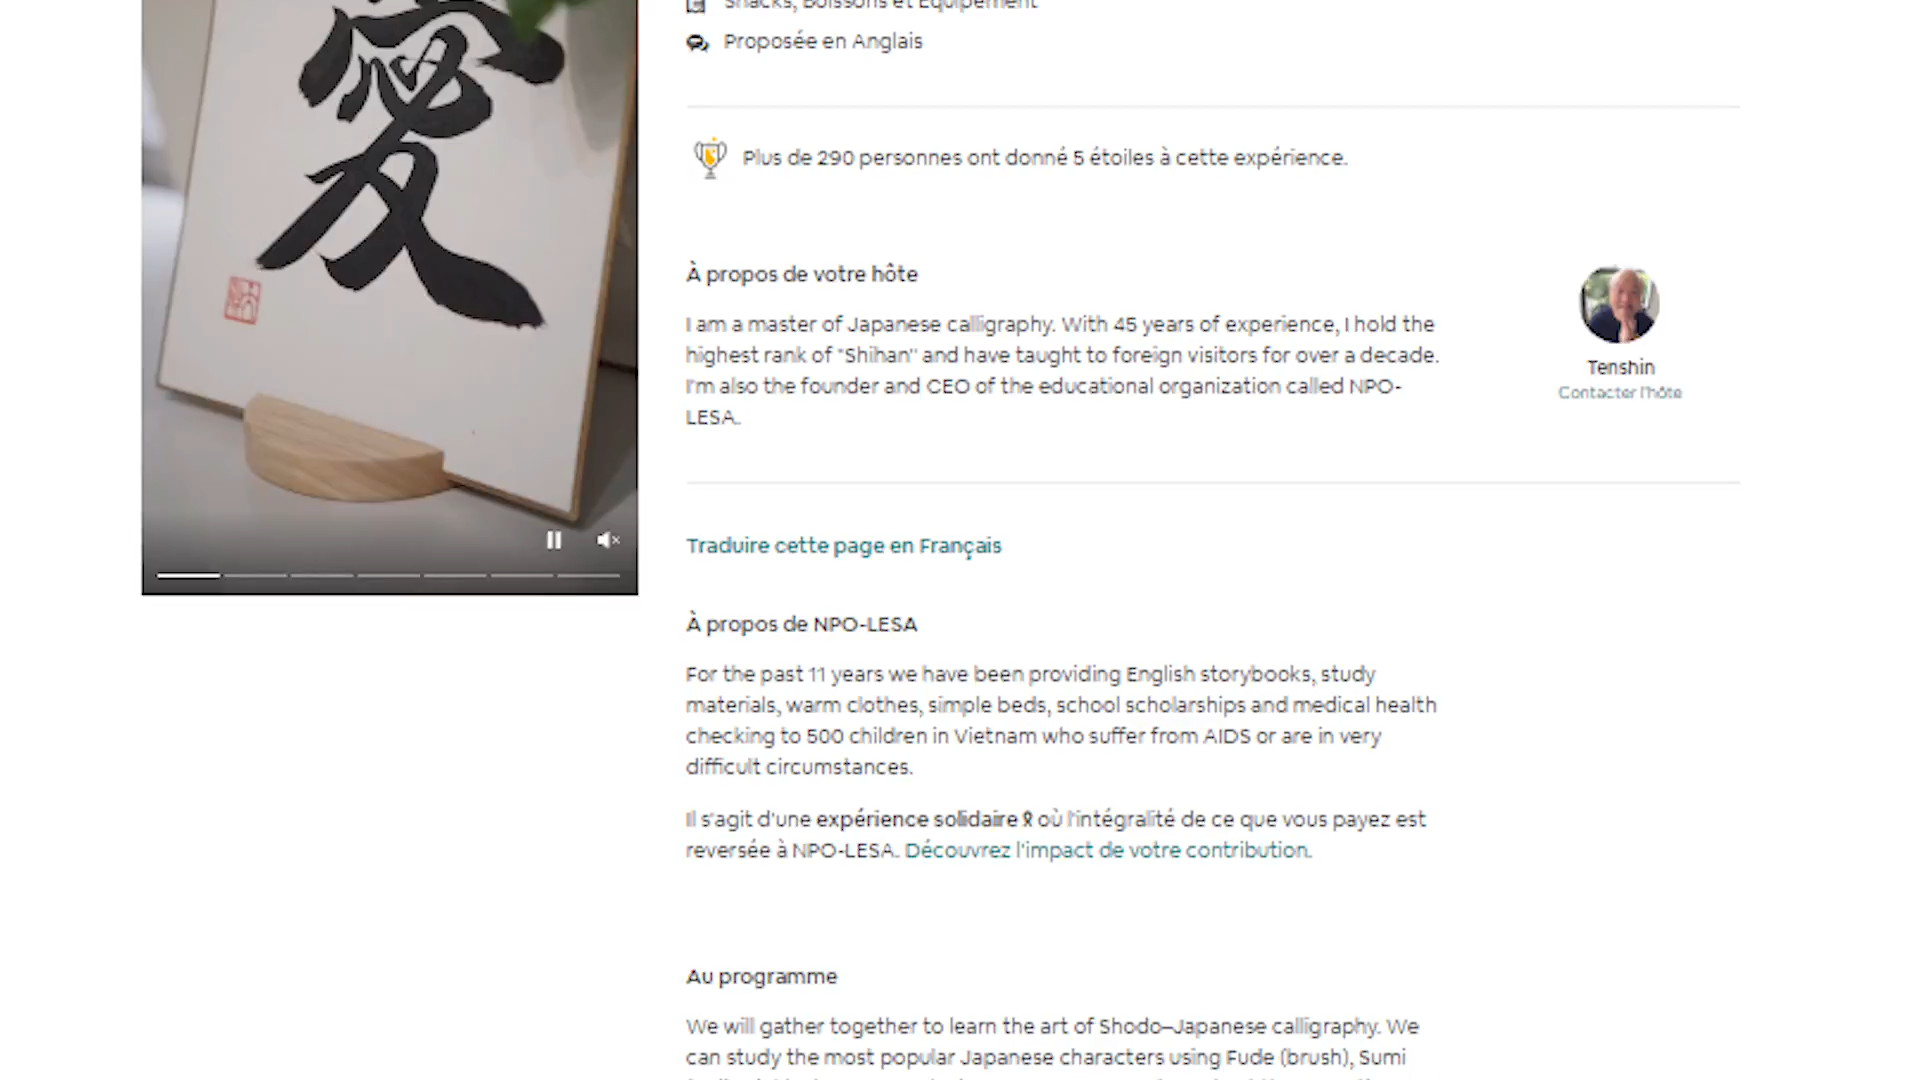 愛
Snacks, Boissons et Équipement
Proposée en Anglais
Plus de 290 personnes ont donné 5 étoiles à cette expérience.
À propos de votre hôte
I am a master of Japanese calligraphy. With 45 years of experience, I hold the
highest rank of "Shihan" and have taught to foreign visitors for over a decade.
I'm also the founder and CEO of the educational organization called NPO-
LESA.
Tenshin
Contacter l'hôte
Traduire cette page en Français
À propos de NPO-LESA
For the past 11 years we have been providing English storybooks, study
materials, warm clothes, simple beds, school scholarships and medical health
checking to 500 children in Vietnam who suffer from AIDS or are in very
difficult circumstances.
Il s'agit d'une expérience solidaire où l'intégralité de ce que vous payez est
reversée à NPO-LESA. Découvrez l'impact de votre contribution.
Au programme
We will gather together to learn the art of Shodo—Japanese calligraphy. We
can study the most popular Japanese characters using Fude (brush), Sumi